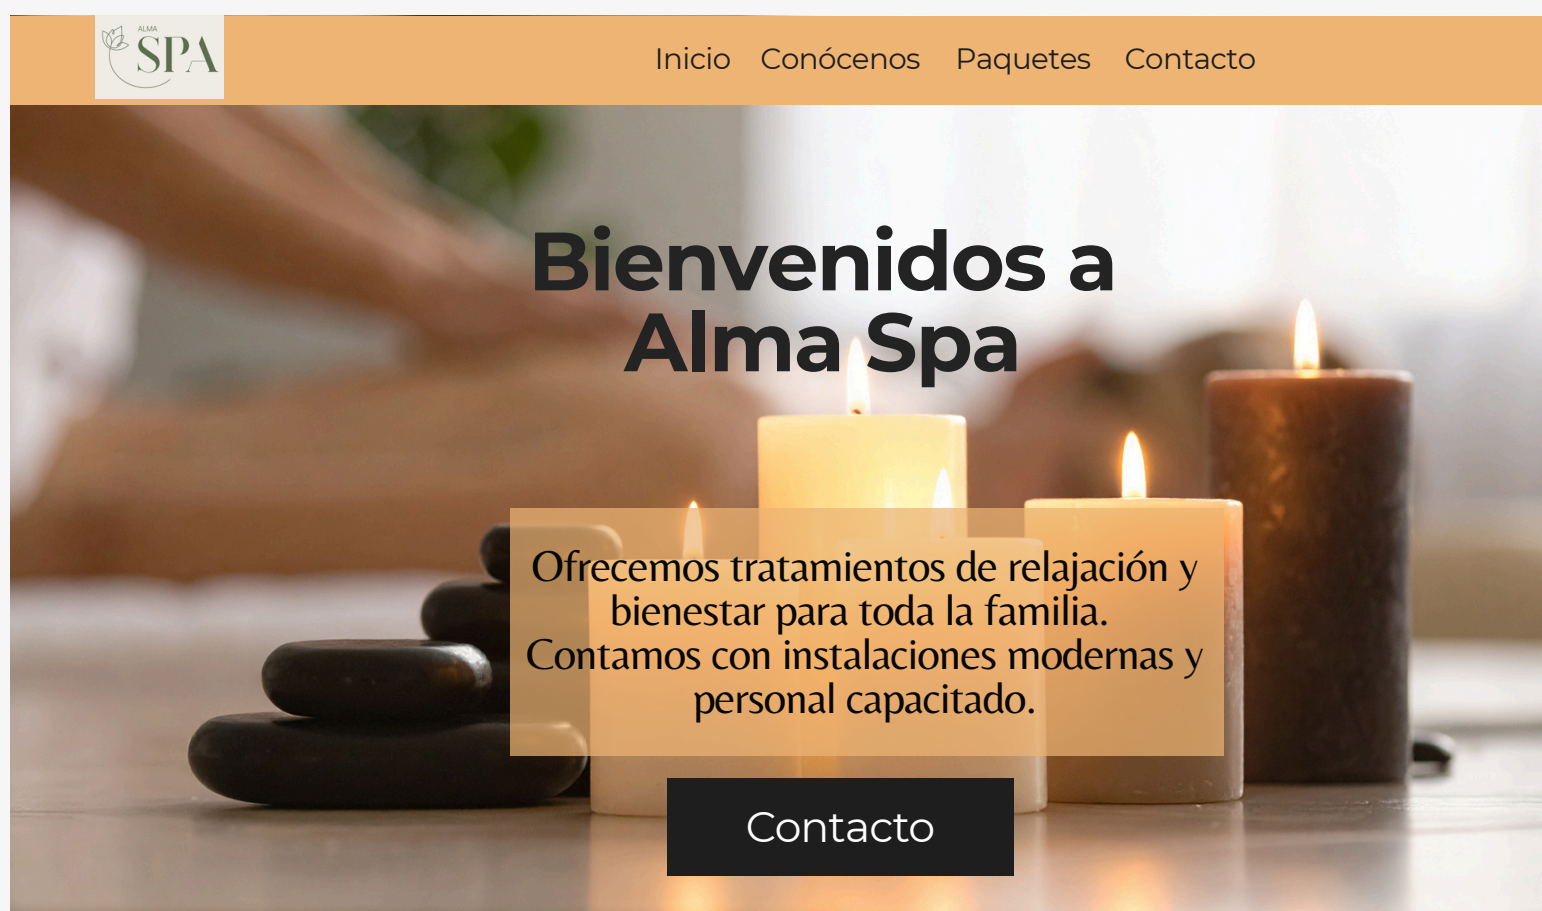 ALMA
SPA
Inicio Conócenos Paquetes Contacto
Bienvenidos a
Alma Spa
Ofrecemos tratamientos de relajación y
bienestar para toda la familia.
Contamos con instalaciones modernas y
personal capacitado.
Contacto